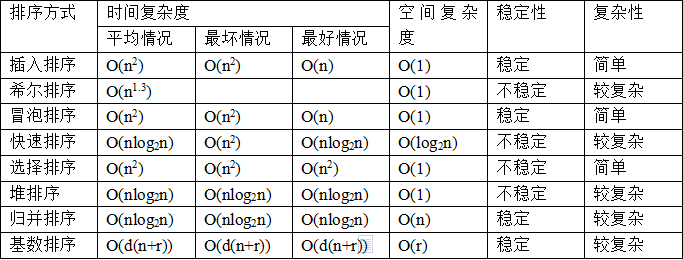 排序方式 时间复杂度 空间复杂度 稳定性 复杂性
平均情况 最坏情况 最好情况
插入排序 O(n²) O(n²) O(n) O(1) 稳定 简单
希尔排序 O(n¹·³) O(1) 不稳定 较复杂
冒泡排序 O(n²) O(n²) O(n) O(1) 稳定 简单
快速排序 O(nlog₂n) O(n²) O(nlog₂n) O(log₂n) 不稳定 较复杂
选择排序 O(n²) O(n²) O(n²) O(1) 不稳定 简单
堆排序 O(nlog₂n) O(nlog₂n) O(nlog₂n) O(1) 不稳定 较复杂
归并排序 O(nlog₂n) O(nlog₂n) O(nlog₂n) O(n) 稳定 较复杂
基数排序 O(d(n+r)) O(d(n+r)) O(d(n+r)) O(r) 稳定 较复杂